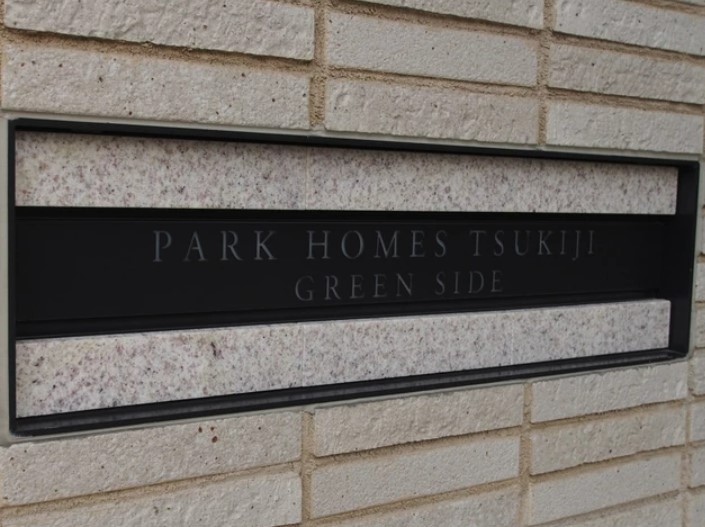 PARK HOMES TSUKIJI
GREEN SIDE